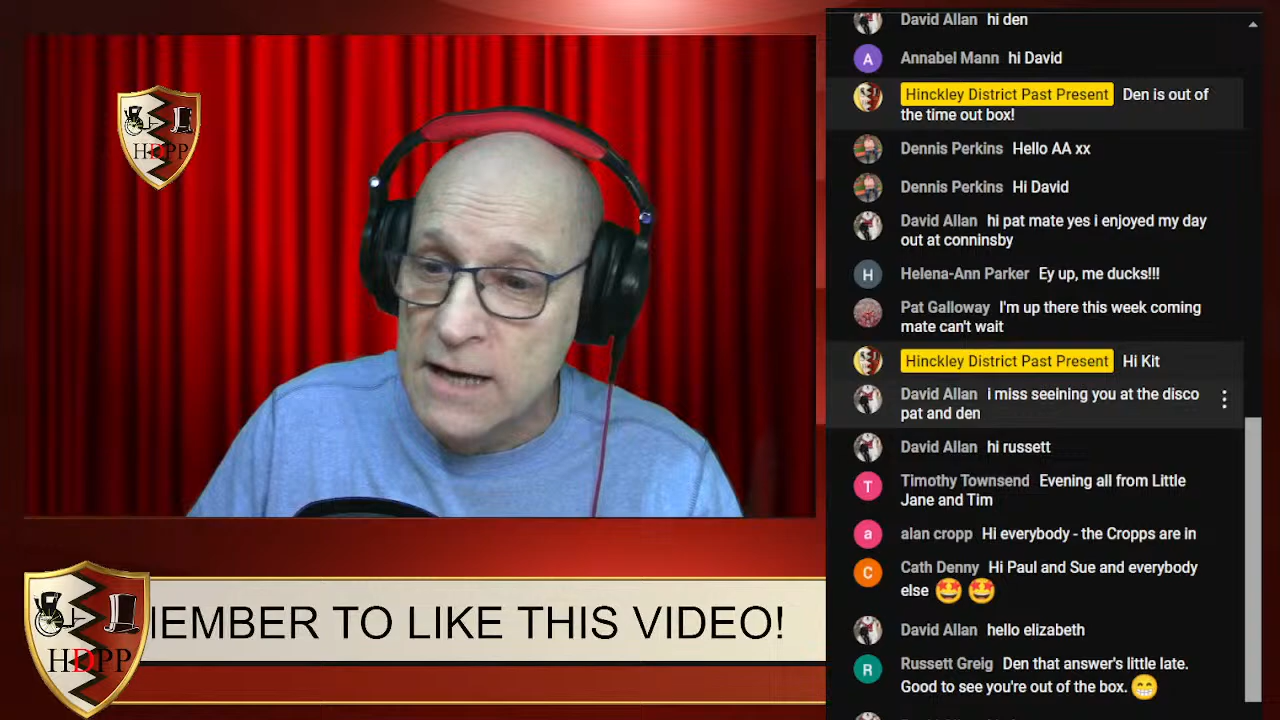 HDPP
IEMBER TO LIKE THIS VIDEO!
HDPP
David Allan hi den
A
Annabel Mann hi David
Hinckley District Past Present Den is out of
the time out box!
Dennis Perkins Hello AA xx
Dennis Perkins Hi David
David Allan hi pat mate yes i enjoyed my day
out at conninsby
H
Helena-Ann Parker Ey up, me ducks!!!
Pat Galloway I'm up there this week coming
mate can't wait
Hinckley District Past Present Hi Kit
David Allan i miss seeining you at the disco
pat and den
David Allan hi russett
T
Timothy Townsend Evening all from Little
Jane and Tim
a
alan cropp Hi everybody - the Cropps are in
C
Cath Denny Hi Paul and Sue and everybody
else 🤩 🤩
David Allan hello elizabeth
R
Russett Greig Den that answer's little late.
Good to see you're out of the box. 😁